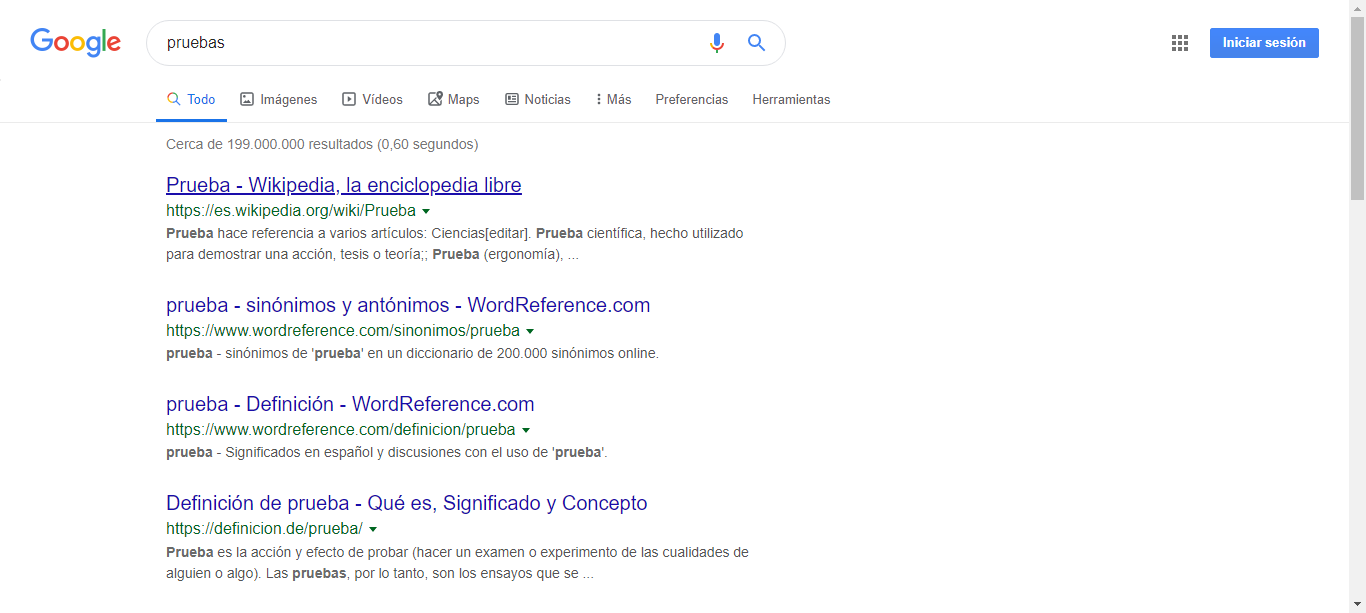 Google
pruebas
Iniciar sesión
Todo Imágenes Vídeos Maps Noticias Más Preferencias Herramientas
Cerca de 199.000.000 resultados (0,60 segundos)
Prueba - Wikipedia, la enciclopedia libre
https://es.wikipedia.org/wiki/Prueba
Prueba hace referencia a varios artículos: Ciencias[editar]. Prueba científica, hecho utilizado
para demostrar una acción, tesis o teoría;; Prueba (ergonomía), ...
prueba - sinónimos y antónimos - WordReference.com
https://www.wordreference.com/sinonimos/prueba
prueba - sinónimos de 'prueba' en un diccionario de 200.000 sinónimos online.
prueba - Definición - WordReference.com
https://www.wordreference.com/definicion/prueba
prueba - Significados en español y discusiones con el uso de 'prueba'.
Definición de prueba - Qué es, Significado y Concepto
https://definicion.de/prueba/
Prueba es la acción y efecto de probar (hacer un examen o experimento de las cualidades de
alguien o algo). Las pruebas, por lo tanto, son los ensayos que se ...